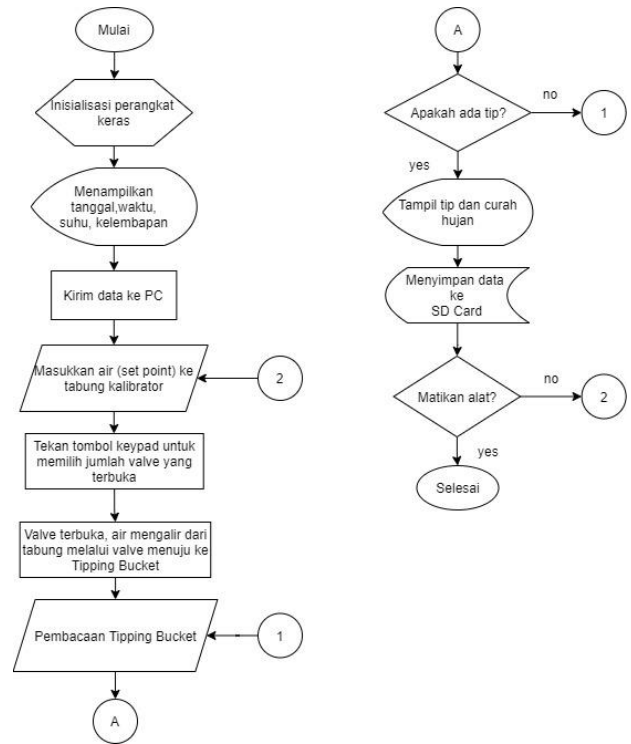 Mulai
Inisialisasi perangkat
keras
Menampilkan
tanggal,waktu,
suhu, kelembapan
Kirim data ke PC
Masukkan air (set point) ke
tabung kalibrator
2
Tekan tombol keypad untuk
memilih jumlah valve yang
terbuka
Valve terbuka, air mengalir dari
tabung melalui valve menuju ke
Tipping Bucket
Pembacaan Tipping Bucket
1
A
A
Apakah ada tip?
no
1
yes
Tampil tip dan curah
hujan
Menyimpan data
ke
SD Card
Matikan alat?
no
2
yes
Selesai